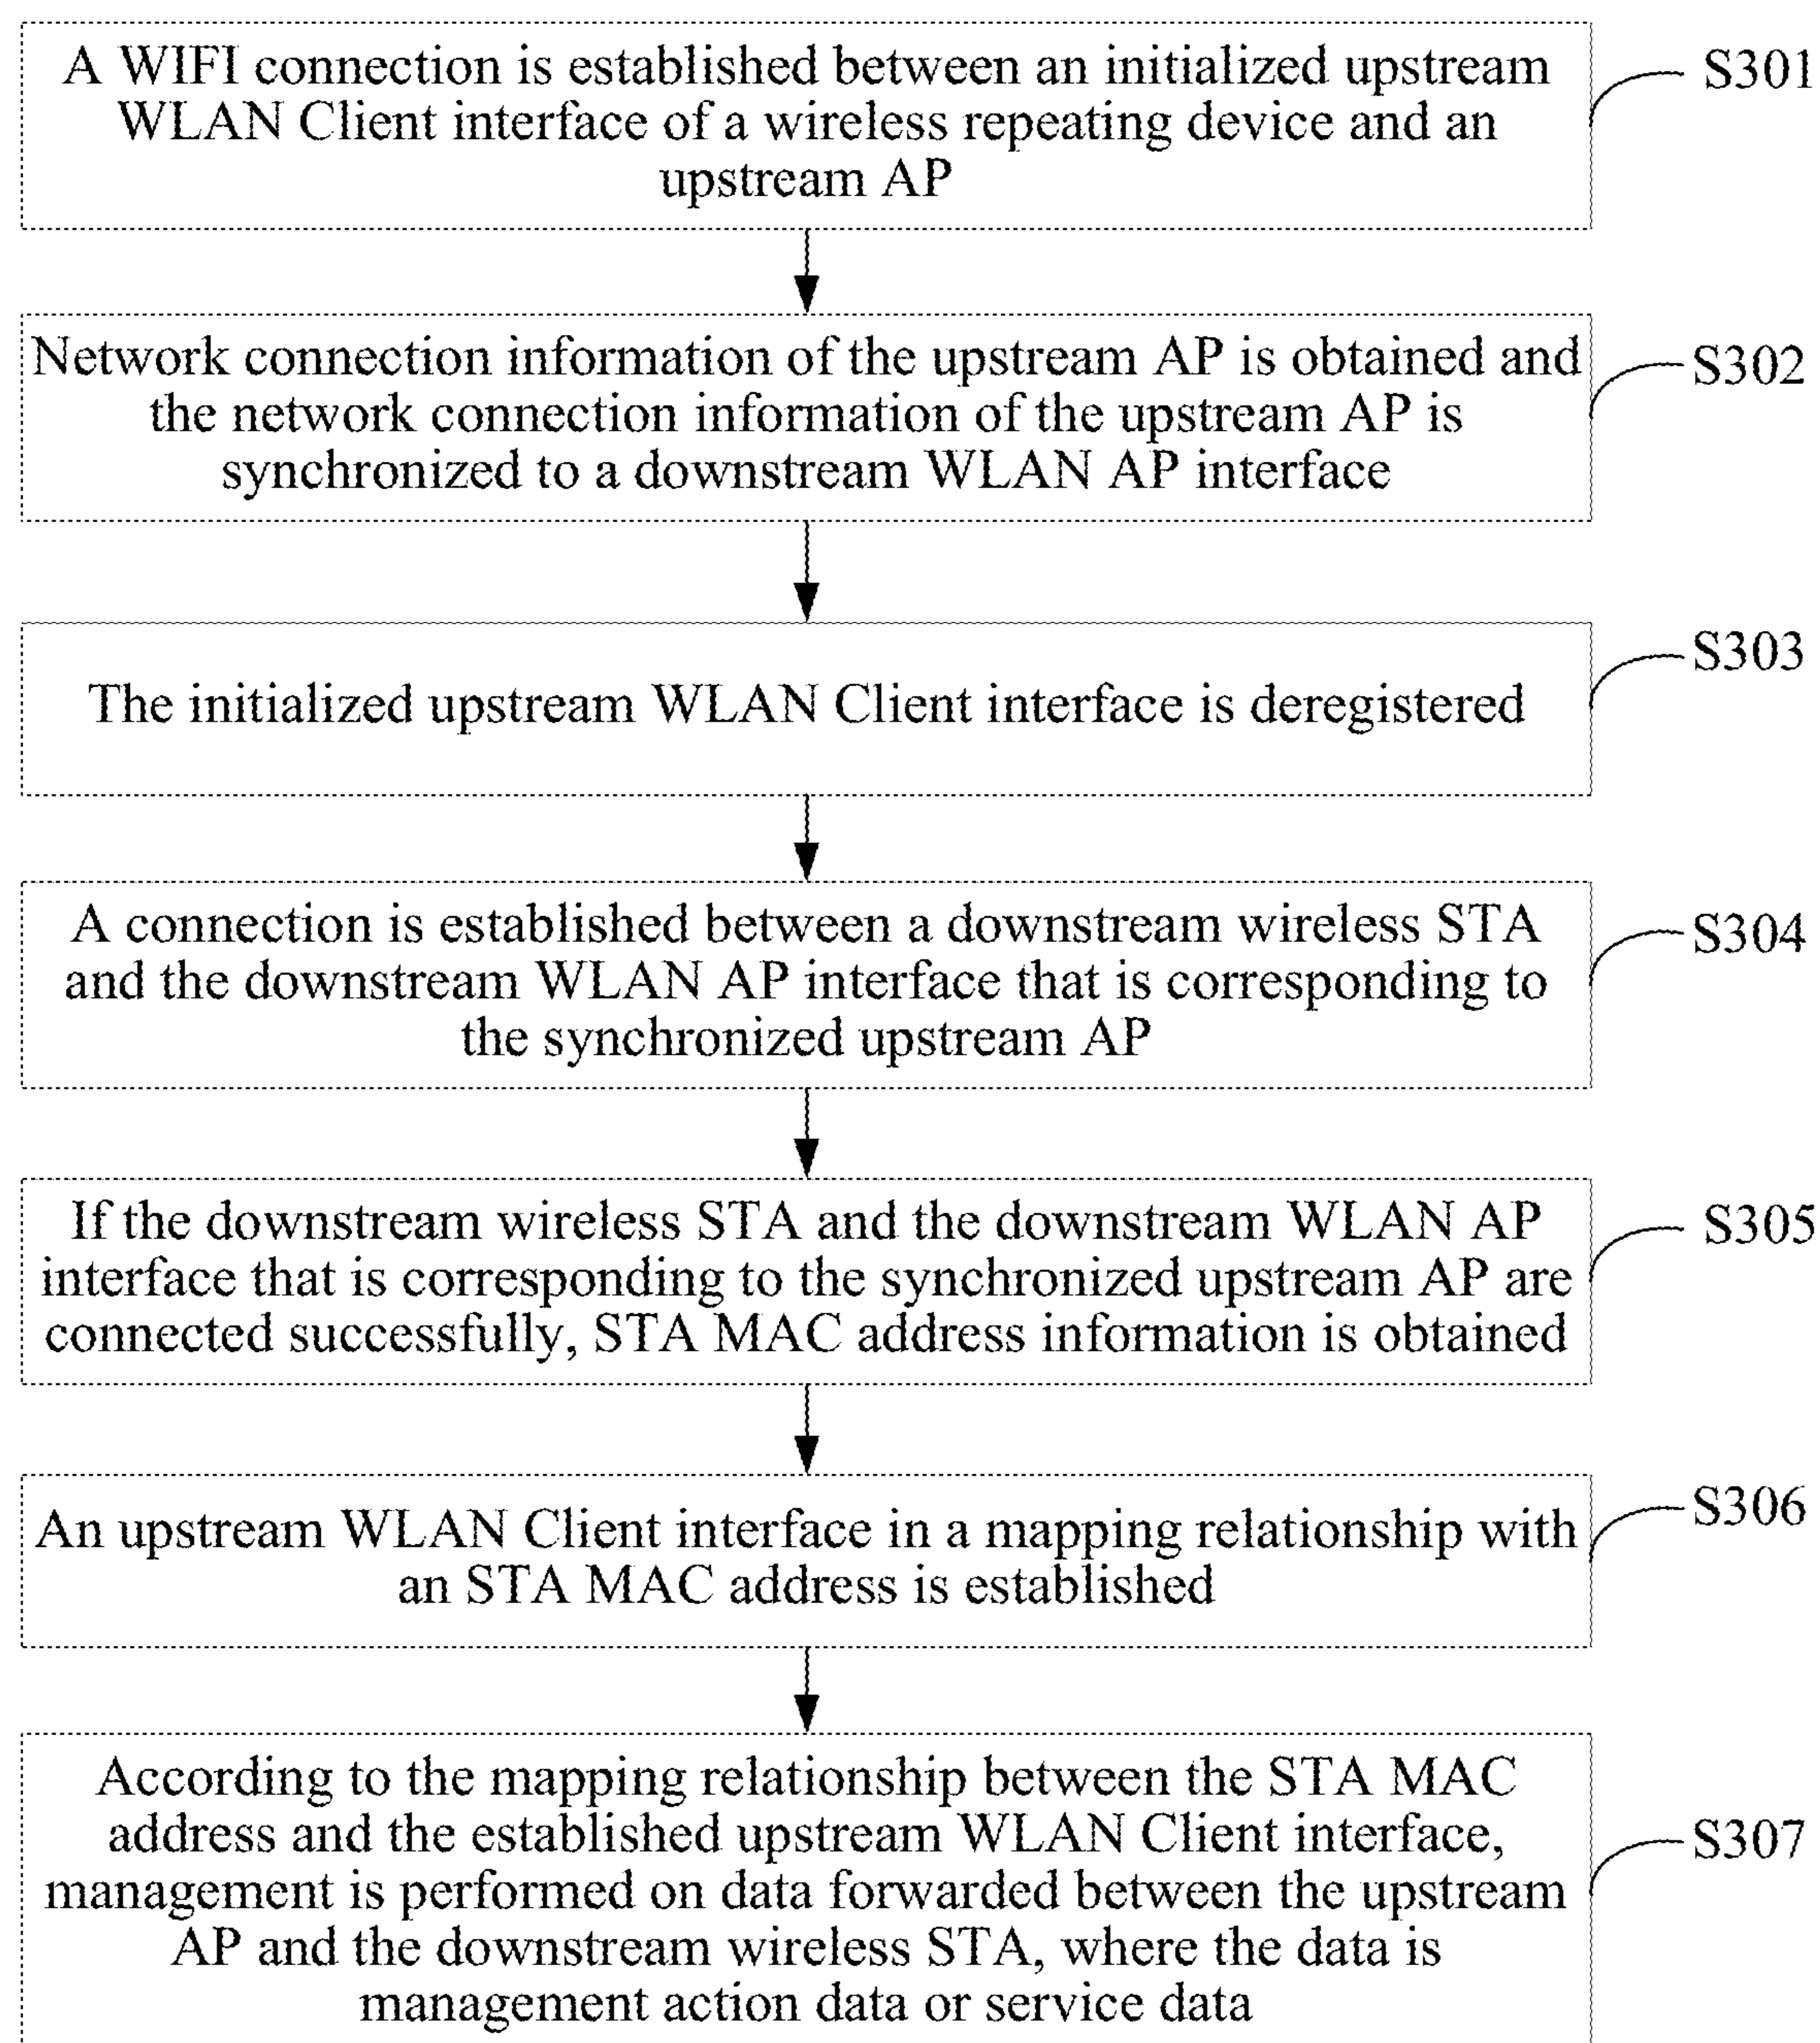 A WIFI connection is established between an initialized upstream
WLAN Client interface of a wireless repeating device and an
upstream AP
S301
Network connection information of the upstream AP is obtained and
the network connection information of the upstream AP is
synchronized to a downstream WLAN AP interface
S302
The initialized upstream WLAN Client interface is deregistered
S303
A connection is established between a downstream wireless STA
and the downstream WLAN AP interface that is corresponding to
the synchronized upstream AP
S304
If the downstream wireless STA and the downstream WLAN AP
interface that is corresponding to the synchronized upstream AP are
connected successfully, STA MAC address information is obtained
S305
An upstream WLAN Client interface in a mapping relationship with
an STA MAC address is established
S306
According to the mapping relationship between the STA MAC
address and the established upstream WLAN Client interface,
management is performed on data forwarded between the upstream
AP and the downstream wireless STA, where the data is
management action data or service data
S307